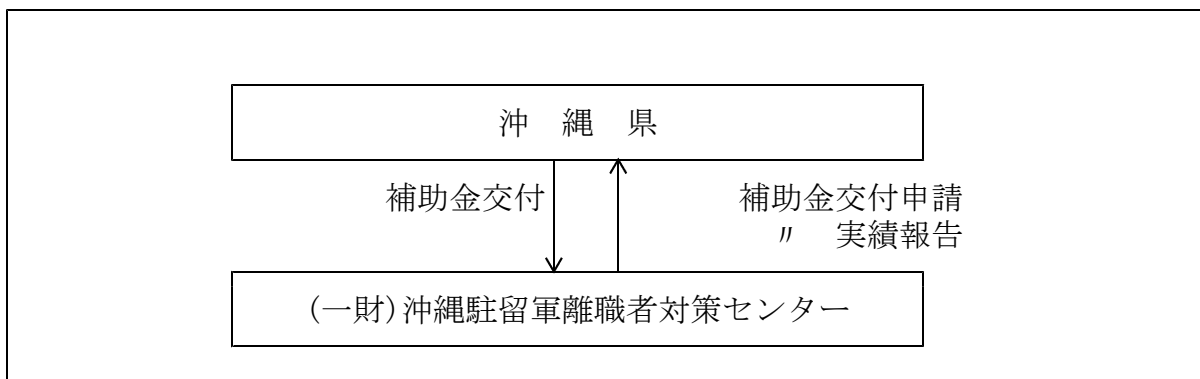 沖　縄　県
補助金交付
補助金交付申請
〃　実績報告
(一財)沖縄駐留軍離職者対策センター